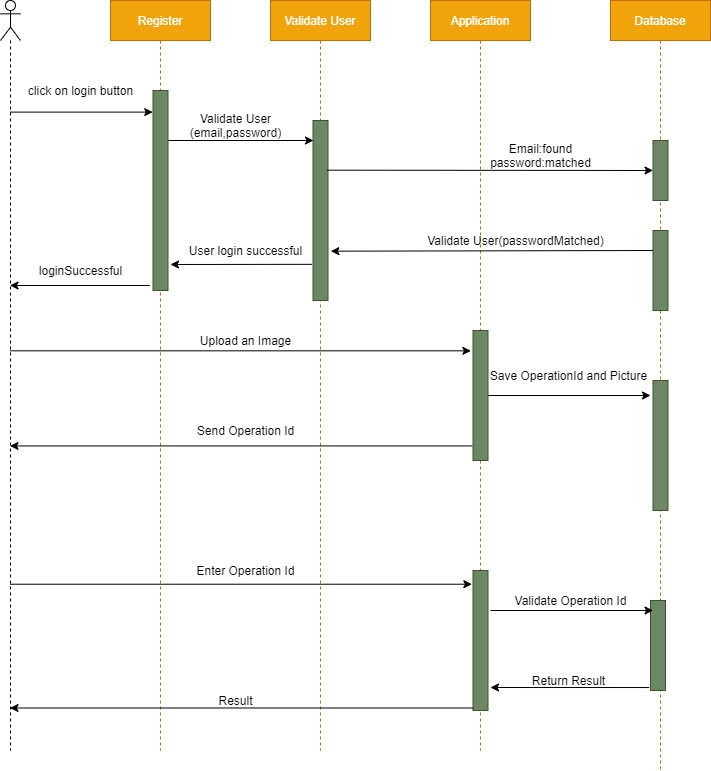 Register
Validate User
Application
Database
click on login button
Validate User
(email,password)
Email:found
password:matched
Validate User(passwordMatched)
User login successful
loginSuccessful
Upload an Image
Save OperationId and Picture
Send Operation Id
Enter Operation Id
Validate Operation Id
Return Result
Result